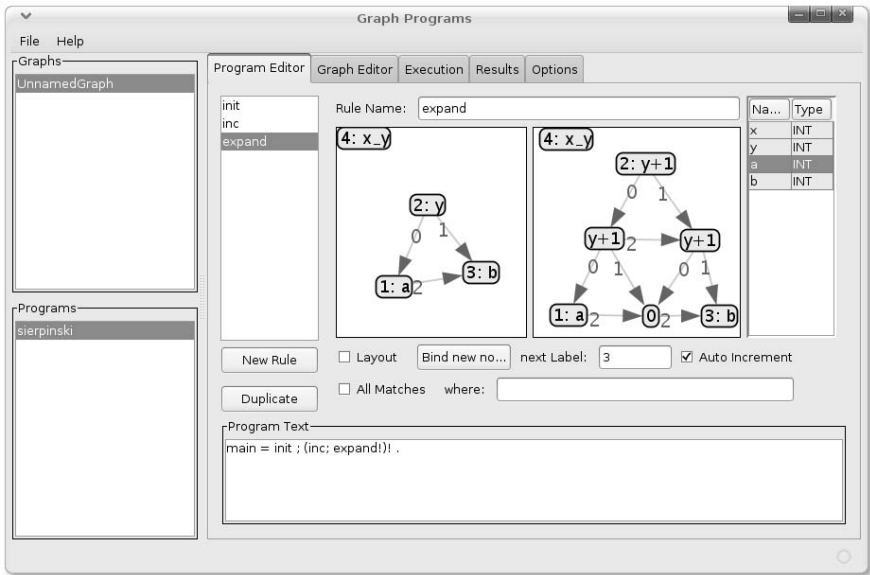 Graph Programs
File Help
Graphs
UnnamedGraph
Programs
sierpinski
Program Editor Graph Editor Execution Results Options
init
inc
expand
New Rule
Duplicate
Rule Name: expand
4: x_y
2: y
0 1
1: a 2 3: b
4: x_y
2: y+1
0 1
y+1 2 y+1
0 1 0 1
1: a 2 0 2 3: b
Na... Type
x INT
y INT
a INT
b INT
Layout Bind new no... next Label: 3 Auto Increment
All Matches where:
Program Text
main = init ; (inc; expand!)! .